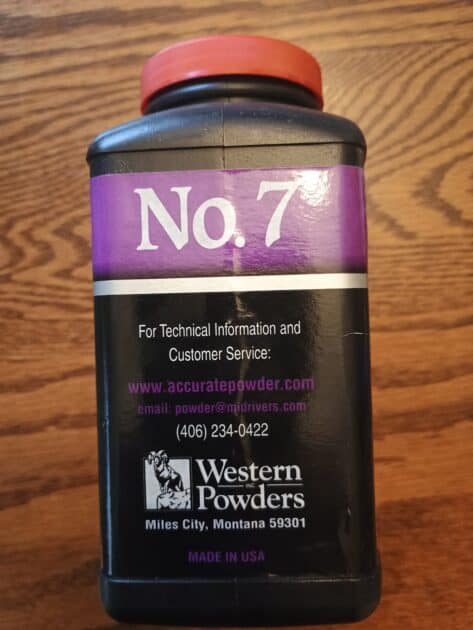 No.7
For Technical Information and
Customer Service:
www.accuratepowder.com
email: powder@midrivers.com
(406) 234-0422
Western
INC
Powders
Miles City, Montana 59301
MADE IN USA